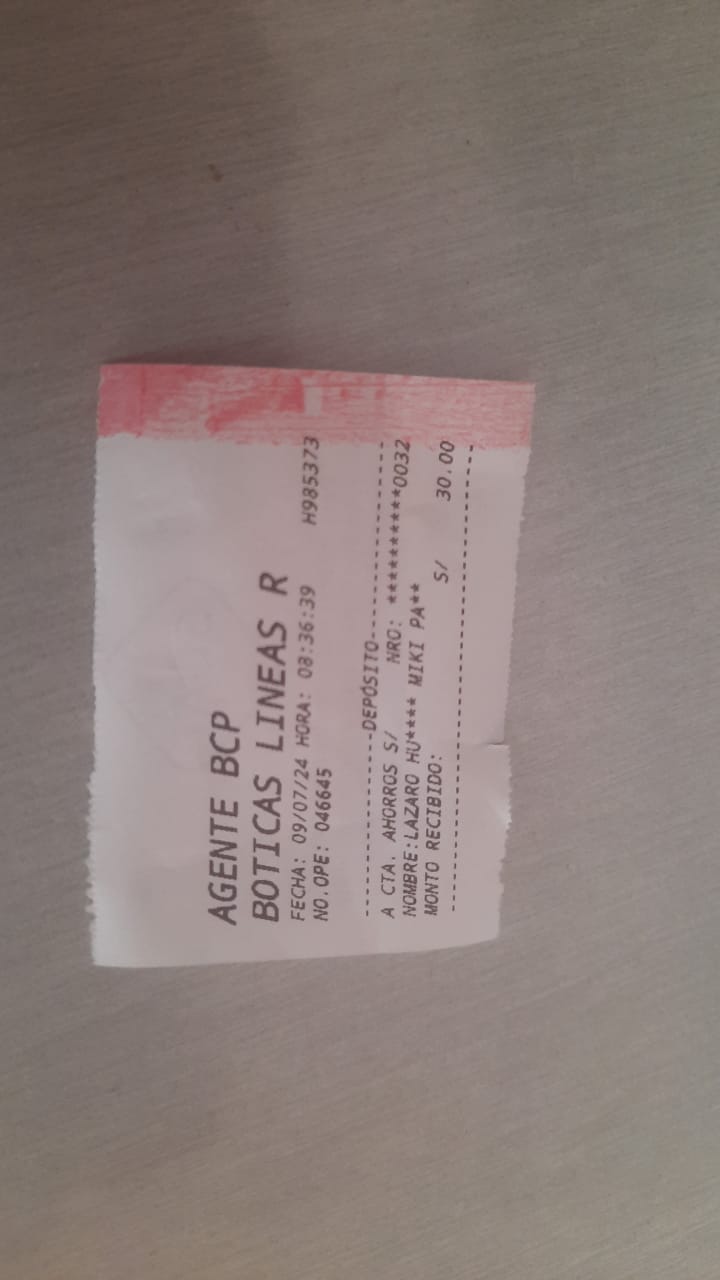 AGENTE BCP
BOTICAS LINEAS R
FECHA: 09/07/24 HORA: 08:36:39 H985373
NO.OPE: 046645
----------------DEPÓSITO----------------
A CTA. AHORROS S/ NRO: ***********0032
NOMBRE:LAZARO HU**** MIKI PA**
MONTO RECIBIDO: S/ 30.00